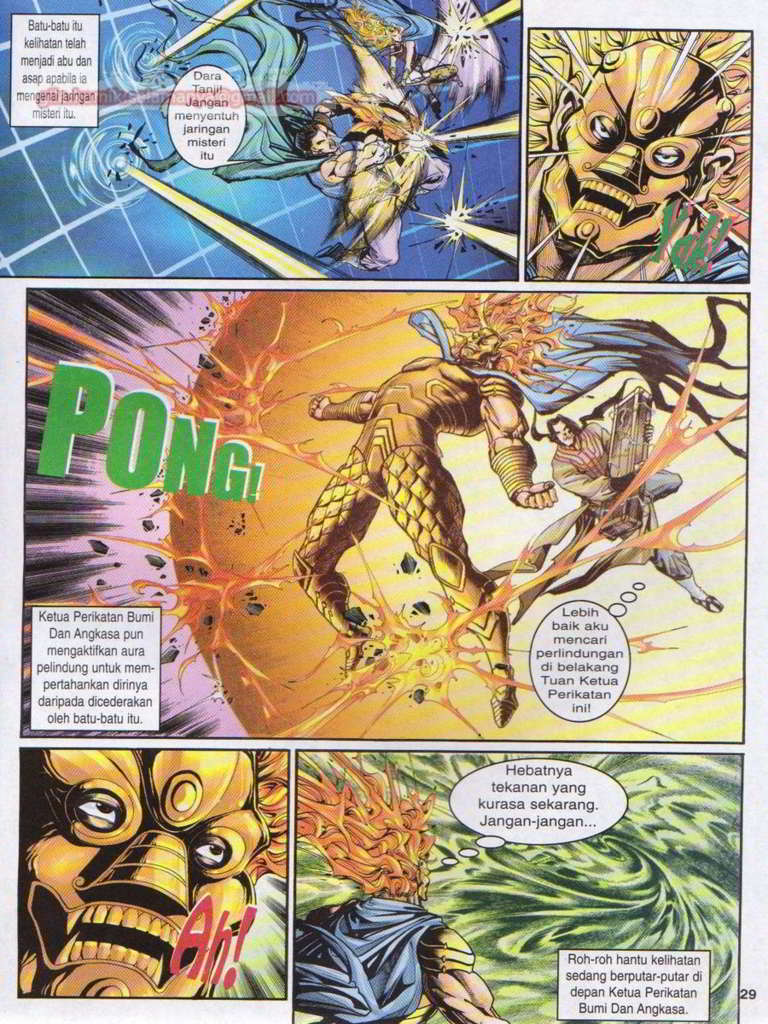 Batu-batu itu
kelihatan telah
menjadi abu dan
asap apabila ia
mengenai jaringan
misteri itu.
Dara
Tanji!
Jangan
menyentuh
jaringan
misteri
itu
Yak!
PONG!
Ketua Perikatan Bumi
Dan Angkasa pun
mengaktifkan aura
pelindung untuk mem-
pertahankan dirinya
daripada dicederakan
oleh batu-batu itu.
Lebih
baik aku
mencari
perlindungan
di belakang
Tuan Ketua
Perikatan
ini!
Ah!
Hebatnya
tekanan yang
kurasa sekarang.
Jangan-jangan...
Roh-roh hantu kelihatan
sedang berputar-putar di
depan Ketua Perikatan
Bumi Dan Angkasa.
29